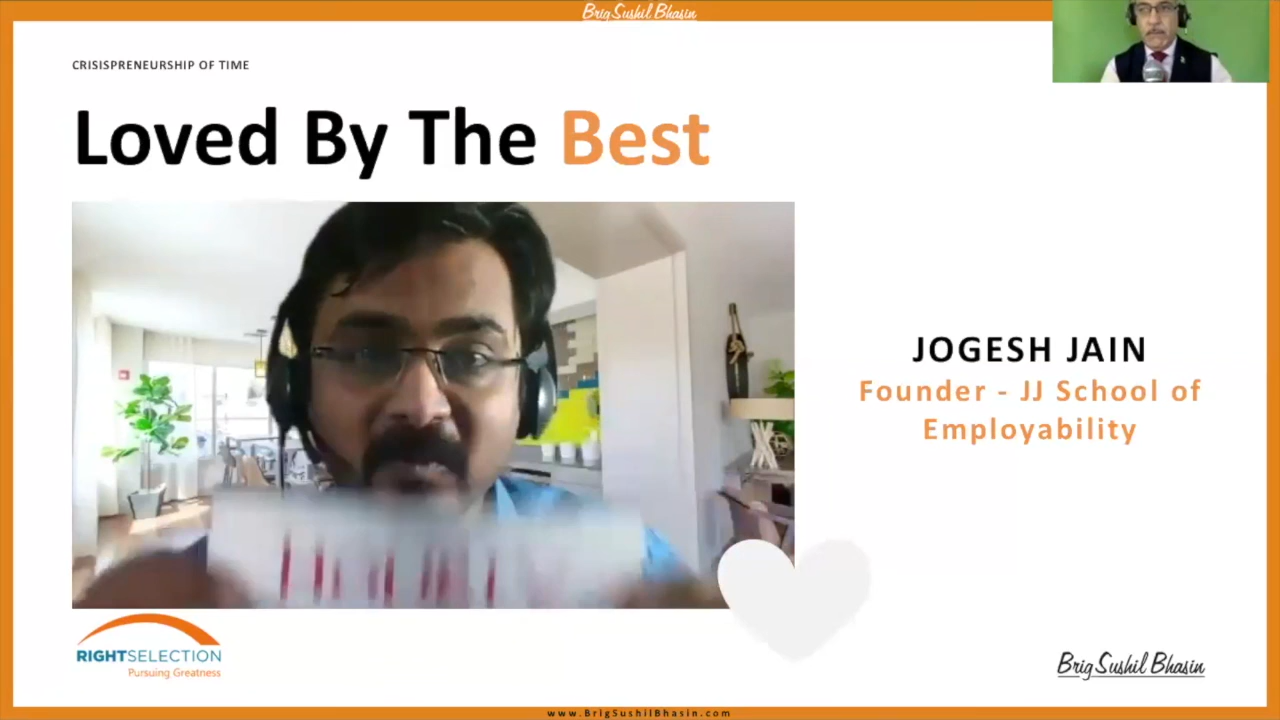 Brig Sushil Bhasin
CRISISPRENEURSHIP OF TIME
Loved By The Best
JOGESH JAIN
Founder - JJ School of
Employability
RIGHTSELECTION
Pursuing Greatness
Brig Sushil Bhasin
www.BrigSushilBhasin.com